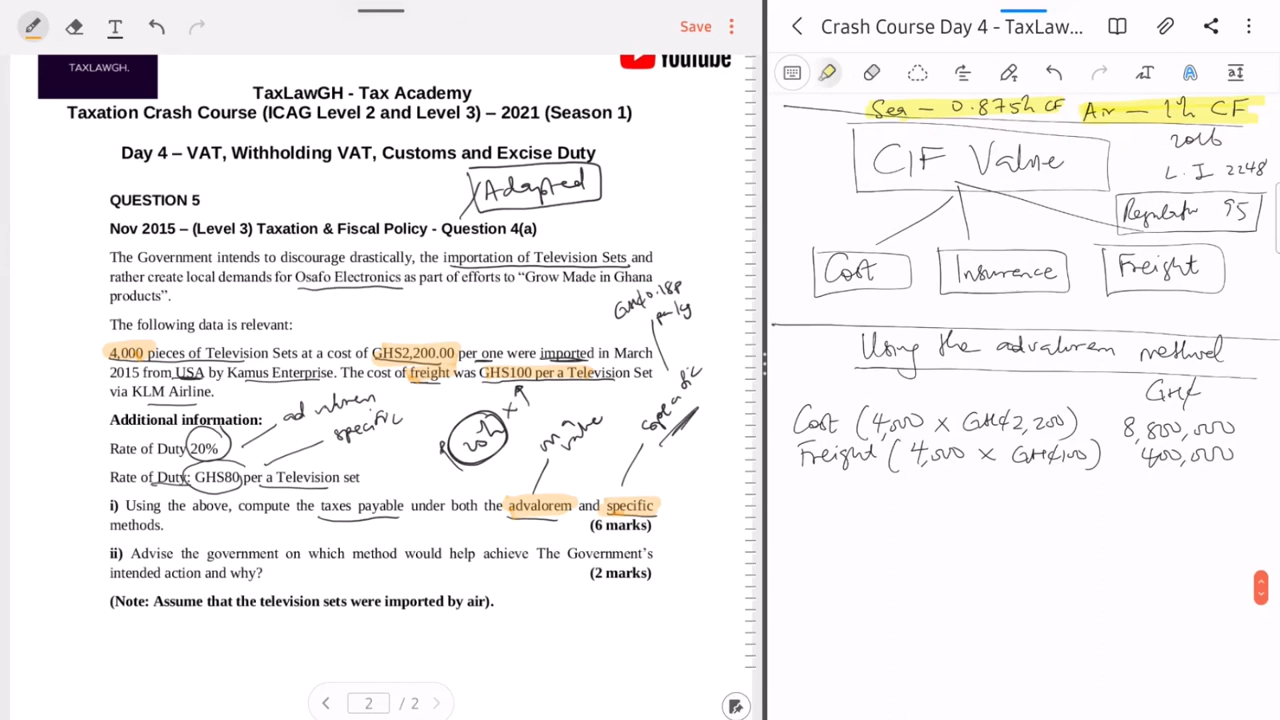 Save
TAXLAWGH.
YouTube
TaxLawGH - Tax Academy
Taxation Crash Course (ICAG Level 2 and Level 3) – 2021 (Season 1)
Day 4 – VAT, Withholding VAT, Customs and Excise Duty
Adapted
QUESTION 5
Nov 2015 – (Level 3) Taxation & Fiscal Policy - Question 4(a)
The Government intends to discourage drastically, the importation of Television Sets and
rather create local demands for Osafo Electronics as part of efforts to “Grow Made in Ghana
products”.
GH¢0.18p
per kg
The following data is relevant:
4,000 pieces of Television Sets at a cost of GHS2,200.00 per one were imported in March
2015 from USA by Kamus Enterprise. The cost of freight was GHS100 per a Television Set
via KLM Airline.
Additional information:
ad valorem
specific
20%
Rate of Duty 20%
Rate of Duty: GHS80 per a Television set
i) Using the above, compute the taxes payable under both the advalorem and specific
methods. (6 marks)
ii) Advise the government on which method would help achieve The Government’s
intended action and why? (2 marks)
(Note: Assume that the television sets were imported by air).
2 / 2
Crash Course Day 4 - TaxLaw...
Sea – 0.875% CF Air – 1% CF
CIF Value
2016
L.I 2248
Regulation 95
Cost Insurance Freight
Using the advalorem method
GH¢
Cost (4,000 × GH¢2,200) 8,800,000
Freight (4,000 × GH¢100) 400,000